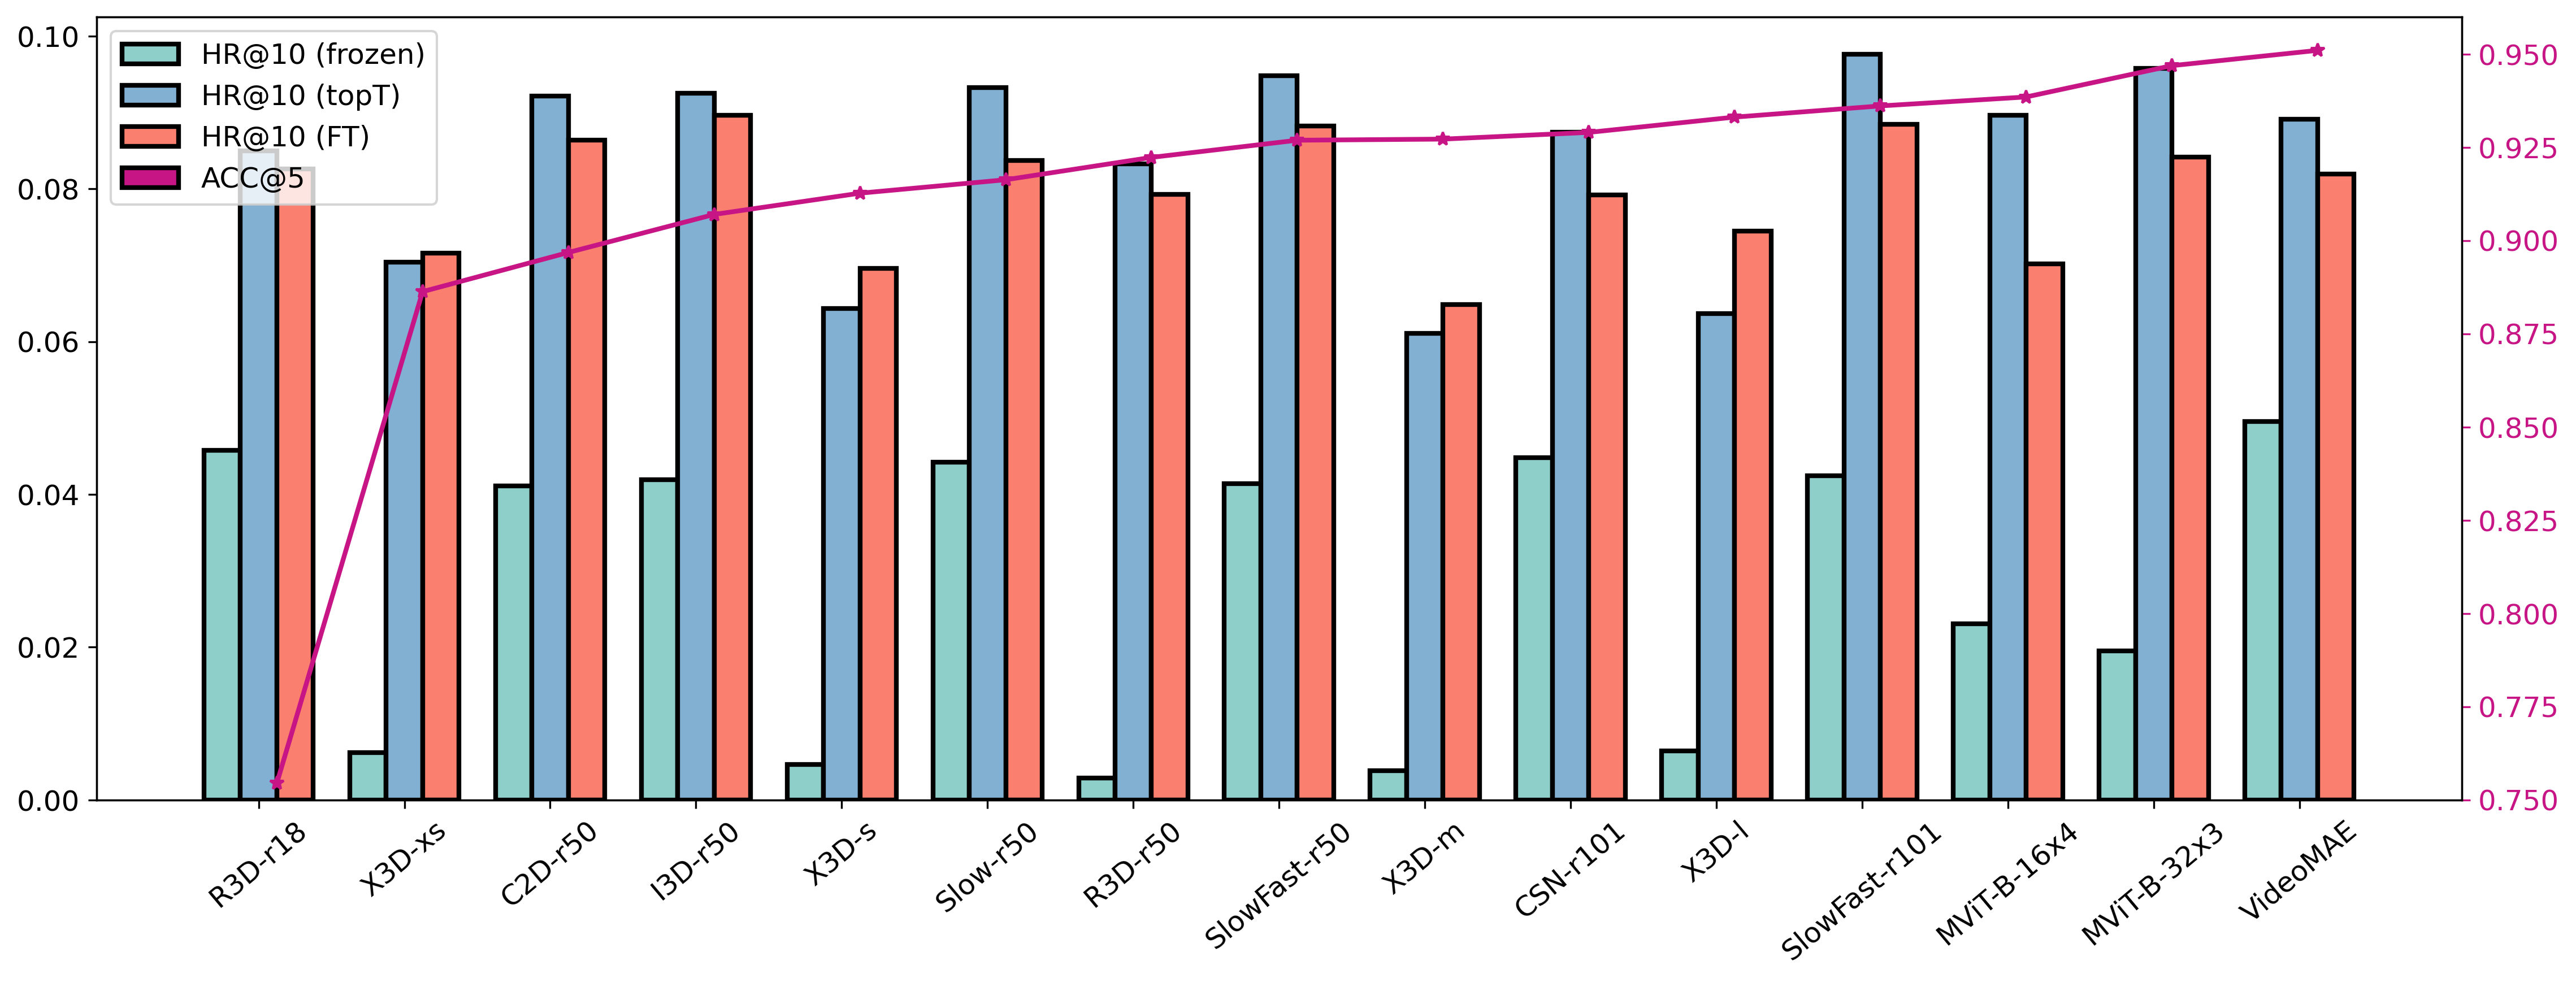 HR@10 (frozen)
HR@10 (topT)
HR@10 (FT)
ACC@5
0.10
0.08
0.06
0.04
0.02
0.00
0.950
0.925
0.900
0.875
0.850
0.825
0.800
0.775
0.750
R3D-r18
X3D-xs
C2D-r50
I3D-r50
X3D-s
Slow-r50
R3D-r50
SlowFast-r50
X3D-m
CSN-r101
X3D-l
SlowFast-r101
MViT-B-16x4
MViT-B-32x3
VideoMAE